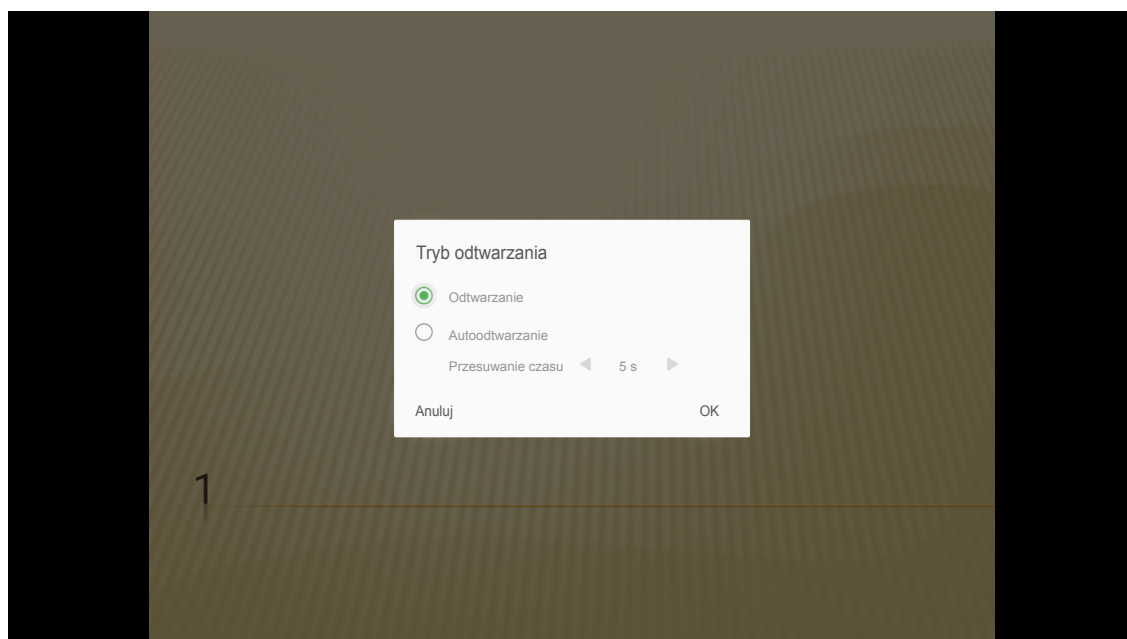 Tryb odtwarzania
Odtwarzanie
Autoodtwarzanie
Przesuwanie czasu 5 s
Anuluj OK
1